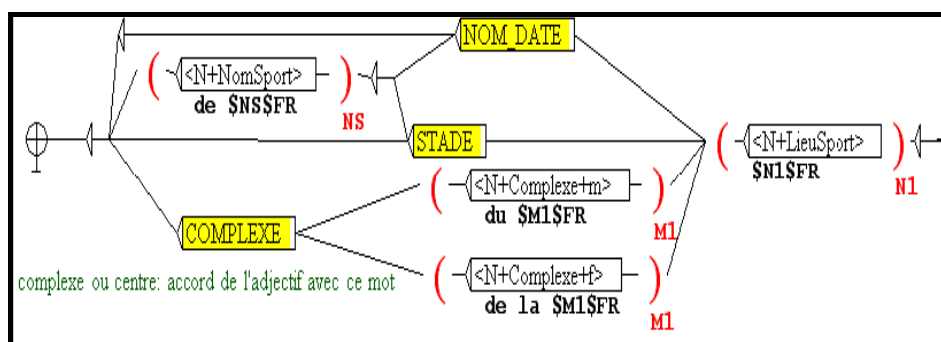 NOM_DATE
( <N+NomSport> ) NS
de $NS$FR
STADE
( <N+LieuSport> ) N1
$N1$FR
( <N+Complexe+m> ) M1
du $M1$FR
COMPLEXE
( <N+Complexe+f> ) M1
de la $M1$FR
complexe ou centre: accord de l'adjectif avec ce mot